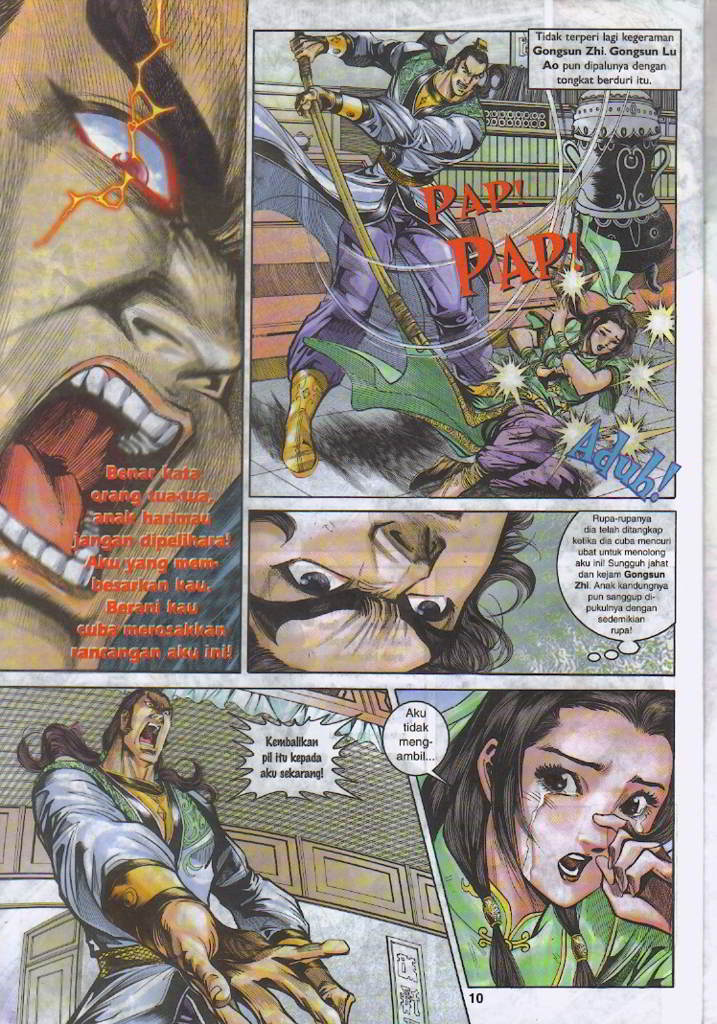 Tidak terperi lagi kegeraman
Gongsun Zhi. Gongsun Lu
Ao pun dipalunya dengan
tongkat berduri itu.
PAP!
PAP!
Aduh!
Benar kata
orang tua-tua,
anak harimau
jangan dipelihara!
Aku yang mem-
besarkan kau.
Berani kau
cuba merosakkan
rancangan aku ini!
Rupa-rupanya
dia telah ditangkap
ketika dia cuba mencuri
ubat untuk menolong
aku ini! Sungguh jahat
dan kejam Gongsun
Zhi. Anak kandungnya
pun sanggup di-
pukulnya dengan
sedemikian
rupa!
Kembalikan
pil itu kepada
aku sekarang!
Aku
tidak
meng-
ambil...
10